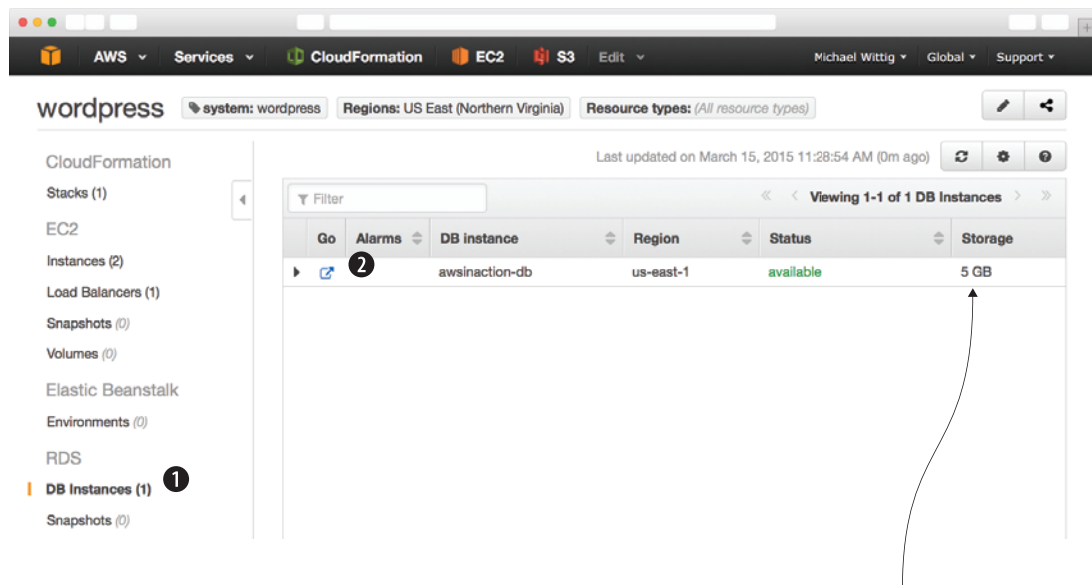 AWS Services CloudFormation EC2 S3 Edit Michael Wittig Global Support
wordpress system: wordpress Regions: US East (Northern Virginia) Resource types: (All resource types)
CloudFormation
Stacks (1)
EC2
Instances (2)
Load Balancers (1)
Snapshots (0)
Volumes (0)
Elastic Beanstalk
Environments (0)
RDS
DB Instances (1) 1
Snapshots (0)
Last updated on March 15, 2015 11:28:54 AM (0m ago)
Filter « < Viewing 1-1 of 1 DB Instances > »
Go Alarms DB instance Region Status Storage
2 awsinaction-db us-east-1 available 5 GB